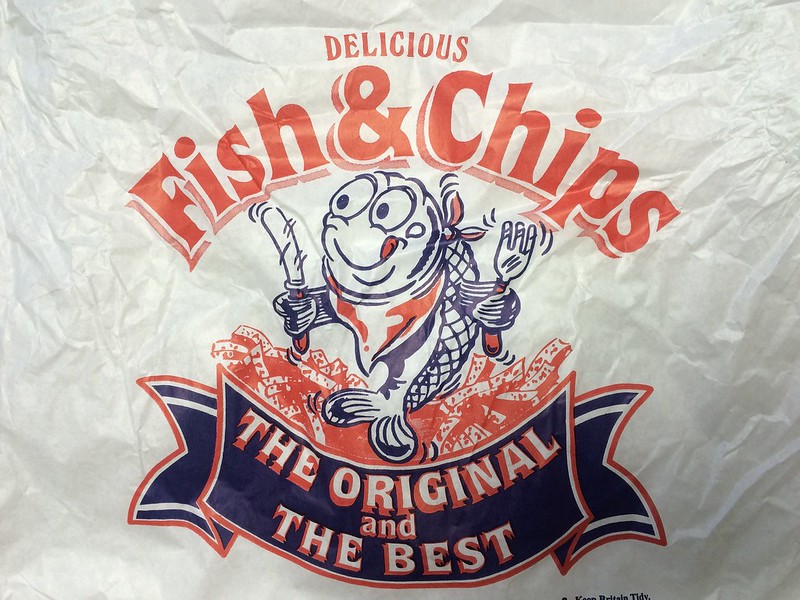 DELICIOUS
Fish & Chips
THE ORIGINAL
and
THE BEST
Keep Britain Tidy.